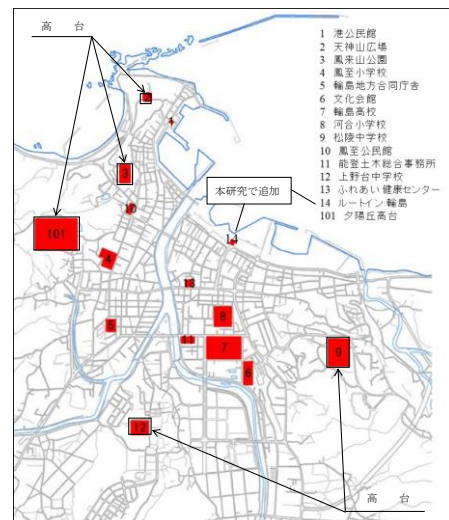 高 台
1 港公民館
2 天神山広場
3 鳳来山公園
4 鳳至小学校
5 輪島地方合同庁舎
6 文化会館
7 輪島高校
8 河合小学校
9 松陵中学校
10 鳳至公民館
11 能登土木総合事務所
12 上野台中学校
13 ふれあい健康センター
14 ルートイン輪島
101 夕陽丘高台
本研究で追加
2
1
3
10
101
14
4
13
8
5
11
7
9
6
12
高 台